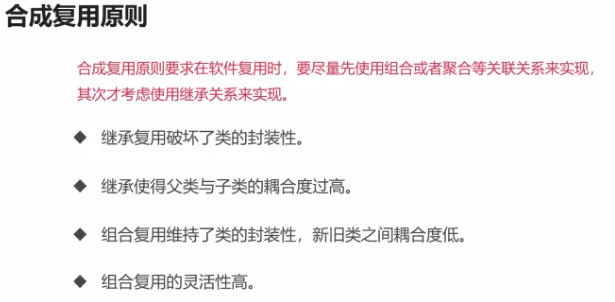 合成复用原则
合成复用原则要求在软件复用时，要尽量先使用组合或者聚合等关联关系来实现，
其次才考虑使用继承关系来实现。
◆ 继承复用破坏了类的封装性。
◆ 继承使得父类与子类的耦合度过高。
◆ 组合复用维持了类的封装性，新旧类之间耦合度低。
◆ 组合复用的灵活性高。